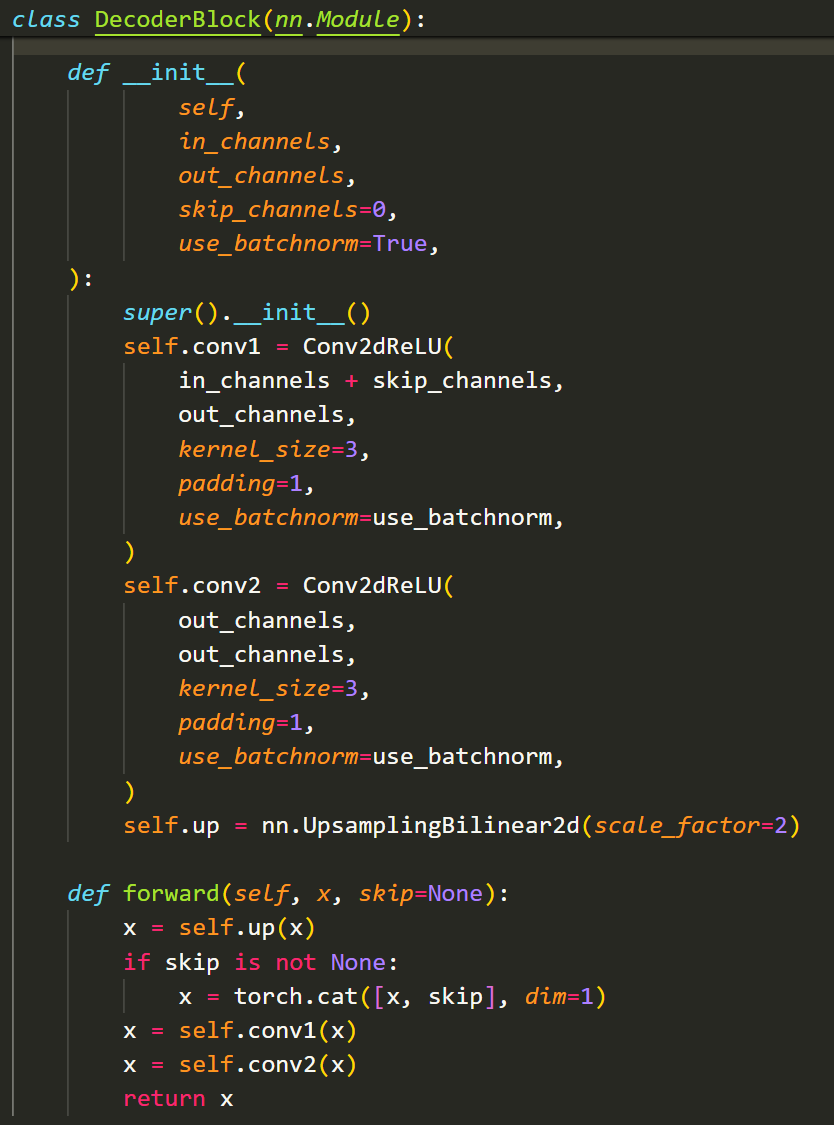 class DecoderBlock(nn.Module):
    def __init__(
            self,
            in_channels,
            out_channels,
            skip_channels=0,
            use_batchnorm=True,
    ):
        super().__init__()
        self.conv1 = Conv2dReLU(
            in_channels + skip_channels,
            out_channels,
            kernel_size=3,
            padding=1,
            use_batchnorm=use_batchnorm,
        )
        self.conv2 = Conv2dReLU(
            out_channels,
            out_channels,
            kernel_size=3,
            padding=1,
            use_batchnorm=use_batchnorm,
        )
        self.up = nn.UpsamplingBilinear2d(scale_factor=2)
    def forward(self, x, skip=None):
        x = self.up(x)
        if skip is not None:
            x = torch.cat([x, skip], dim=1)
        x = self.conv1(x)
        x = self.conv2(x)
        return x